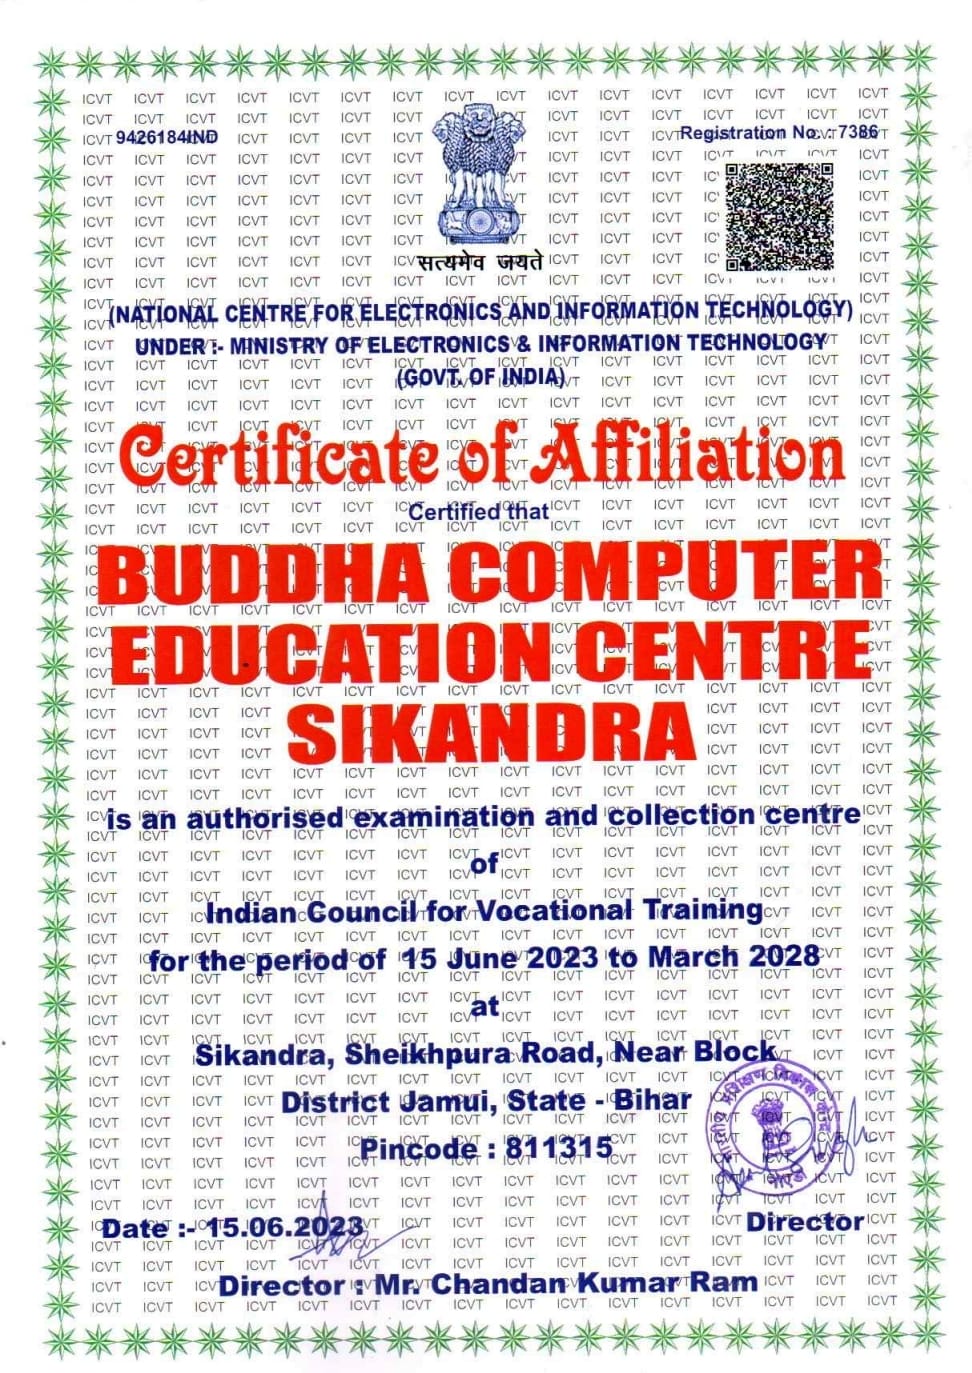 9426184IND
Registration No. :- 7386
सत्यमेव जयते
(NATIONAL CENTRE FOR ELECTRONICS AND INFORMATION TECHNOLOGY)
UNDER :- MINISTRY OF ELECTRONICS & INFORMATION TECHNOLOGY
(GOVT. OF INDIA)
Certificate of Affiliation
Certified that
BUDDHA COMPUTER
EDUCATION CENTRE
SIKANDRA
is an authorised examination and collection centre
of
Indian Council for Vocational Training
for the period of 15 June 2023 to March 2028
at
Sikandra, Sheikhpura Road, Near Block
District Jamui, State - Bihar
Pincode : 811315
Date :- 15.06.2023
Director
Director : Mr. Chandan Kumar Ram